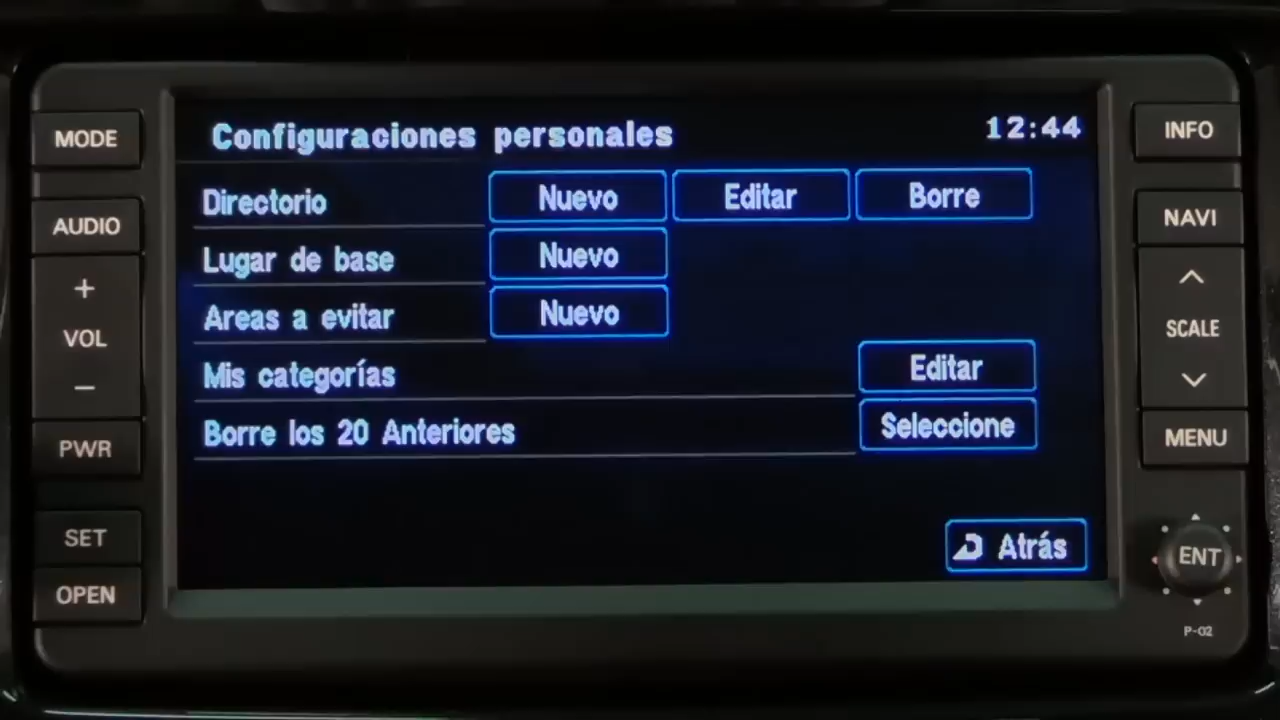 MODE
AUDIO
+
VOL
−
PWR
SET
OPEN
Configuraciones personales 12:44
Directorio Nuevo Editar Borre
Lugar de base Nuevo
Areas a evitar Nuevo
Mis categorías Editar
Borre los 20 Anteriores Seleccione
Atrás
INFO
NAVI
SCALE
MENU
ENT
P-02